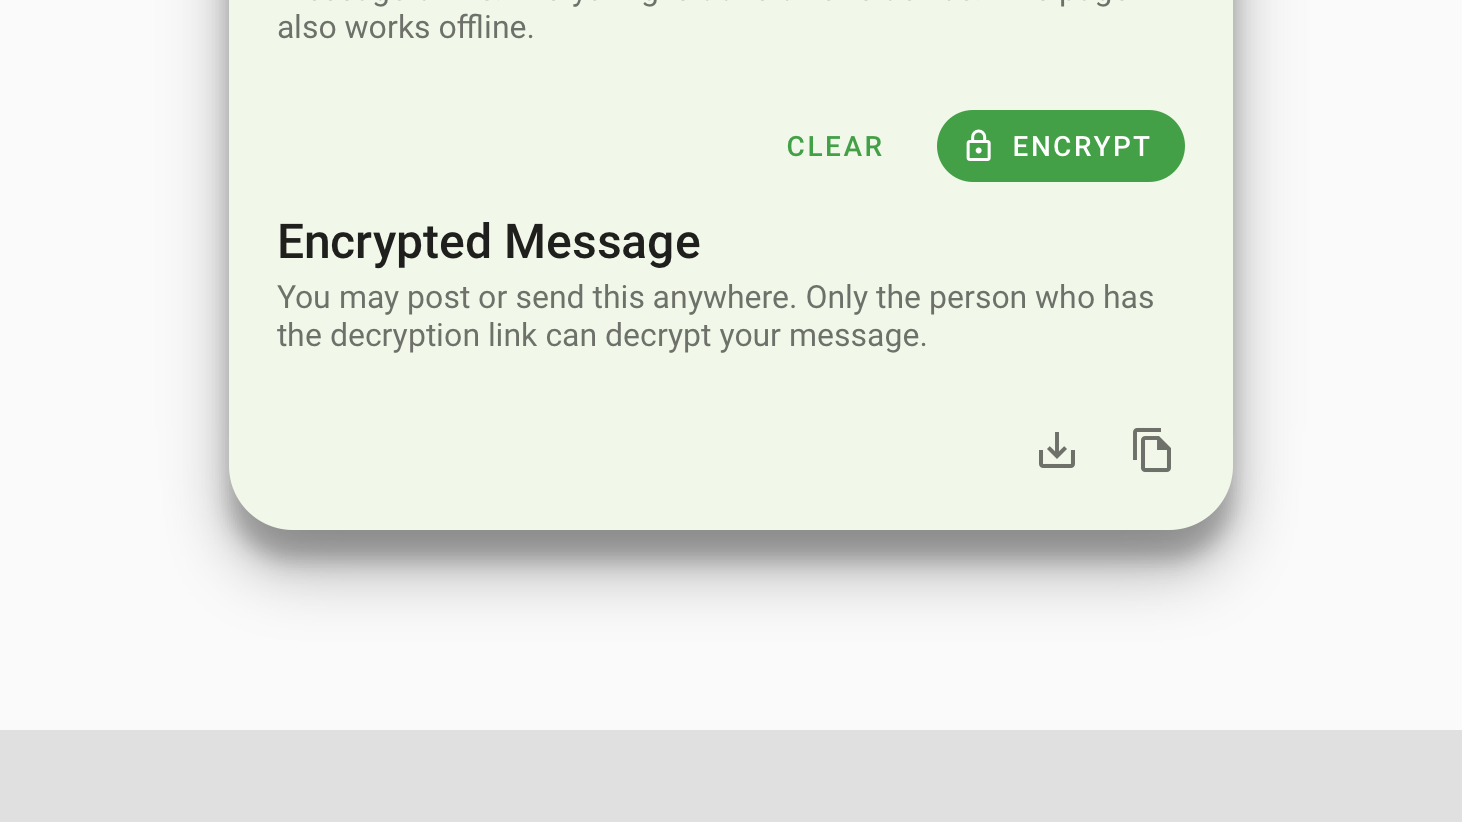 also works offline.
CLEAR
ENCRYPT
Encrypted Message
You may post or send this anywhere. Only the person who has
the decryption link can decrypt your message.